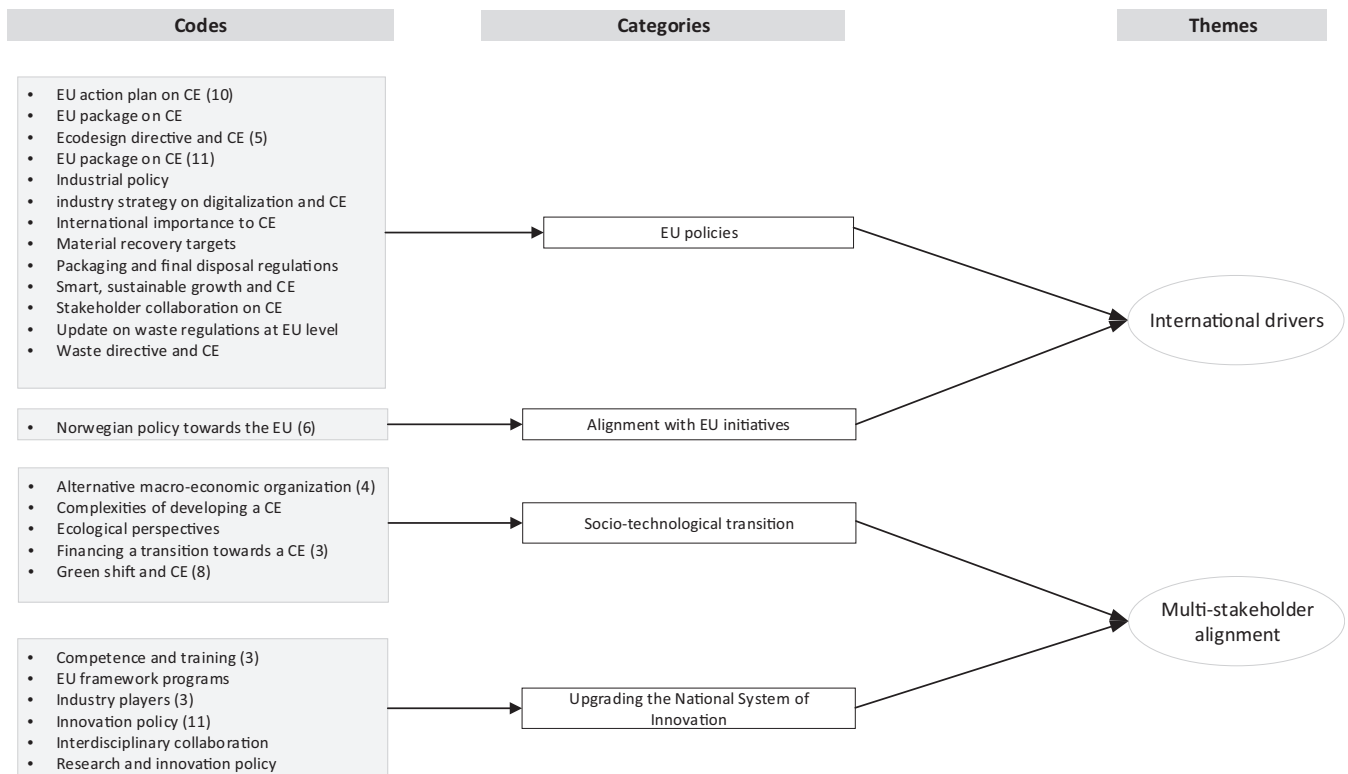 Codes
Categories
Themes
• EU action plan on CE (10)
• EU package on CE
• Ecodesign directive and CE (5)
• EU package on CE (11)
• Industrial policy
• industry strategy on digitalization and CE
• International importance to CE
• Material recovery targets
• Packaging and final disposal regulations
• Smart, sustainable growth and CE
• Stakeholder collaboration on CE
• Update on waste regulations at EU level
• Waste directive and CE
EU policies
International drivers
• Norwegian policy towards the EU (6)
Alignment with EU initiatives
• Alternative macro-economic organization (4)
• Complexities of developing a CE
• Ecological perspectives
• Financing a transition towards a CE (3)
• Green shift and CE (8)
Socio-technological transition
Multi-stakeholder
alignment
• Competence and training (3)
• EU framework programs
• Industry players (3)
• Innovation policy (11)
• Interdisciplinary collaboration
• Research and innovation policy
Upgrading the National System of
Innovation